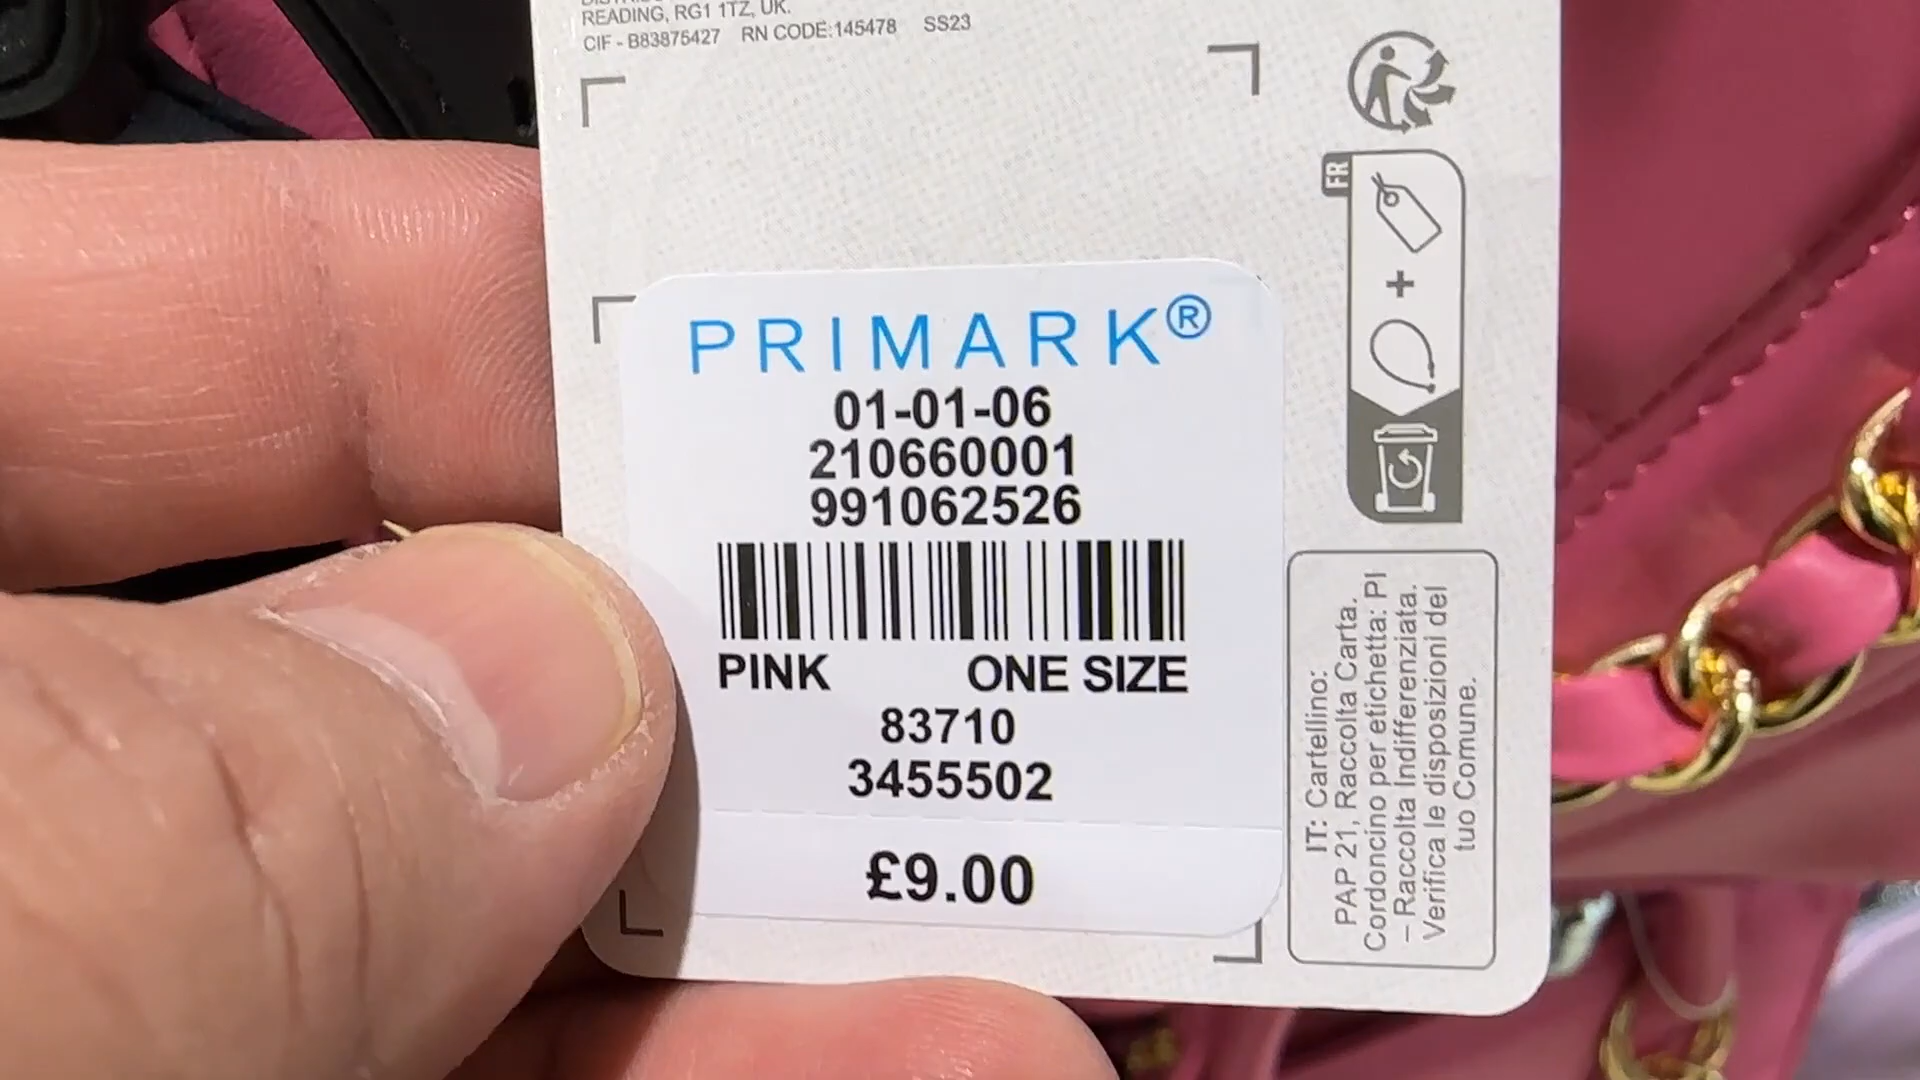 READING, RG1 1TZ, UK.
CIF - B83875427 RN CODE:145478 SS23
FR
PRIMARK®
01-01-06
210660001
991062526
PINK ONE SIZE
83710
3455502
£9.00
IT: Cartellino:
PAP 21, Raccolta Carta.
Cordoncino per etichetta: PI
– Raccolta Indifferenziata.
Verifica le disposizioni del
tuo Comune.